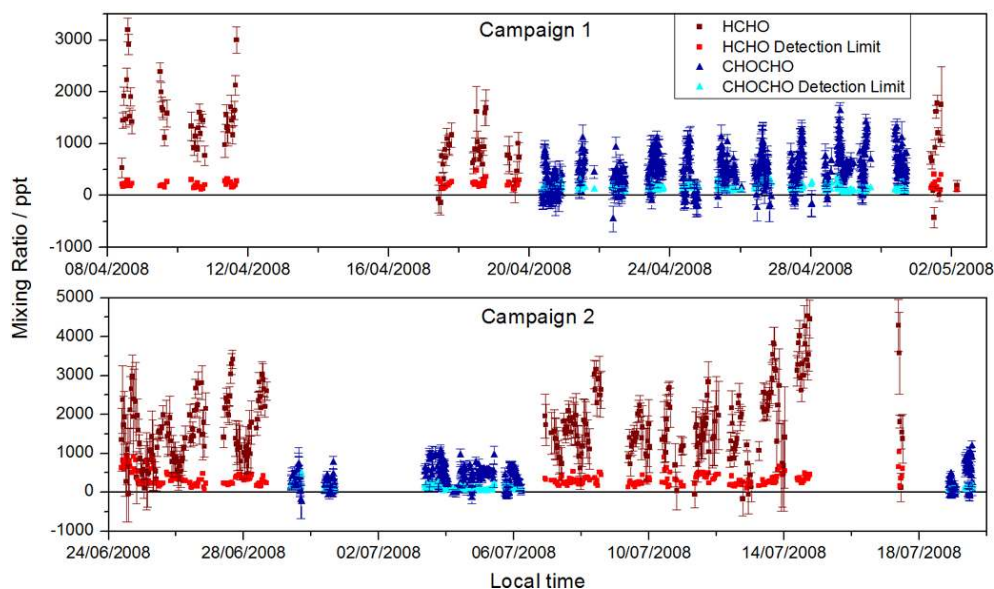 Campaign 1
HCHO
HCHO Detection Limit
CHOCHO
CHOCHO Detection Limit
3000
2000
1000
0
-1000
08/04/2008 12/04/2008 16/04/2008 20/04/2008 24/04/2008 28/04/2008 02/05/2008
Mixing Ratio / ppt
Campaign 2
5000
4000
3000
2000
1000
0
-1000
24/06/2008 28/06/2008 02/07/2008 06/07/2008 10/07/2008 14/07/2008 18/07/2008
Local time